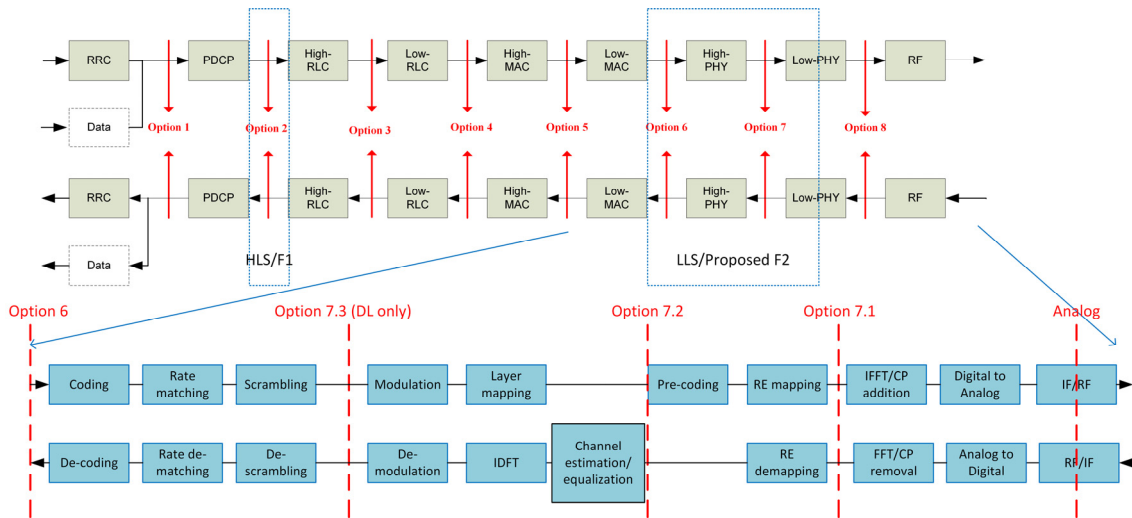 RRC
PDCP
High-
RLC
Low-
RLC
High-
MAC
Low-
MAC
High-
PHY
Low-PHY
RF
Data
Option 1
Option 2
Option 3
Option 4
Option 5
Option 6
Option 7
Option 8
RRC
PDCP
High-
RLC
Low-
RLC
High-
MAC
Low-
MAC
High-
PHY
Low-PHY
RF
Data
HLS/F1
LLS/Proposed F2
Option 6
Option 7.3 (DL only)
Option 7.2
Option 7.1
Analog
Coding
Rate
matching
Scrambling
Modulation
Layer
mapping
Pre-coding
RE mapping
IFFT/CP
addition
Digital to
Analog
IF/RF
De-coding
Rate de-
matching
De-
scrambling
De-
modulation
IDFT
Channel
estimation/
equalization
RE
demapping
FFT/CP
removal
Analog to
Digital
RF/IF